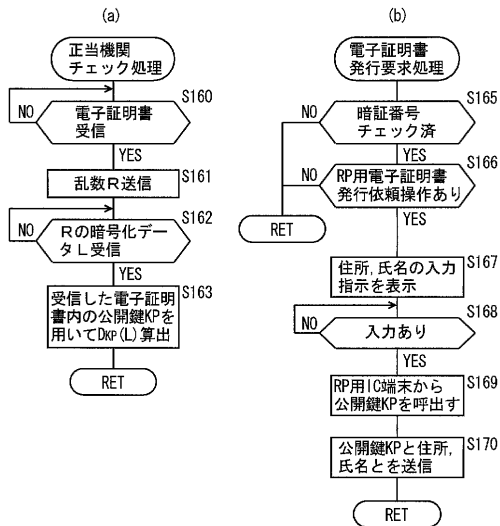 (a)
正当機関
チェック処理
S160
NO
電子証明書
受信
YES
乱数R送信
S161
S162
NO
Rの暗号化デー
タL受信
YES
S163
受信した電子証明
書内の公開鍵KPを
用いてDKP(L)算出
RET
(b)
電子証明書
発行要求処理
S165
NO
暗証番号
チェック済
YES
S166
NO
RP用電子証明書
発行依頼操作あり
RET
YES
S167
住所,氏名の入力
指示を表示
S168
NO
入力あり
YES
S169
RP用IC端末から
公開鍵KPを呼出す
S170
公開鍵KPと住所,
氏名とを送信
RET